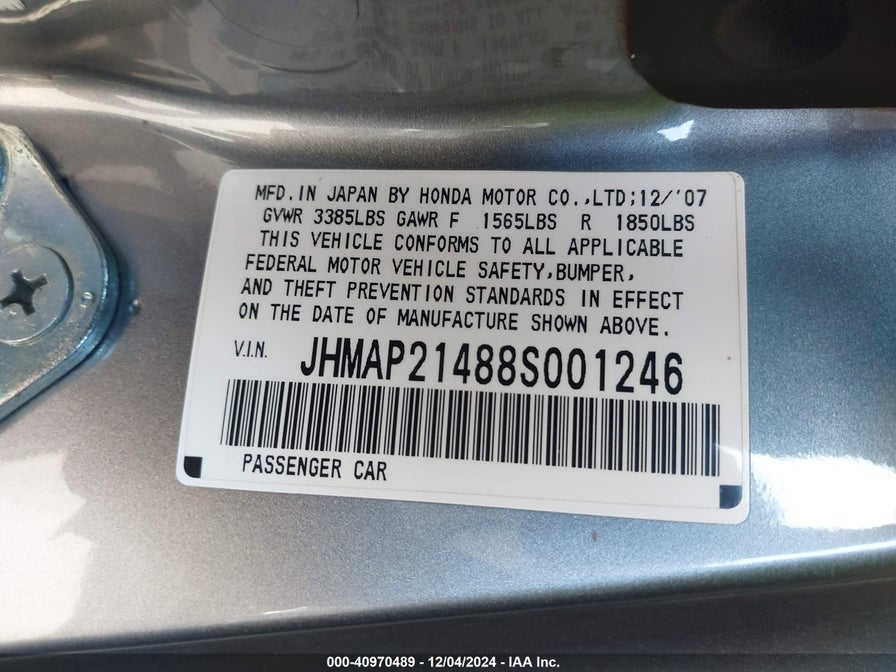 MFD. IN JAPAN BY HONDA MOTOR CO.,LTD;12/'07
GVWR 3385LBS GAWR F 1565LBS R 1850LBS
THIS VEHICLE CONFORMS TO ALL APPLICABLE
FEDERAL MOTOR VEHICLE SAFETY,BUMPER,
AND THEFT PREVENTION STANDARDS IN EFFECT
ON THE DATE OF MANUFACTURE SHOWN ABOVE.
V.I.N. JHMAP21488S001246
PASSENGER CAR
000-40970489 - 12/04/2024 - IAA Inc.